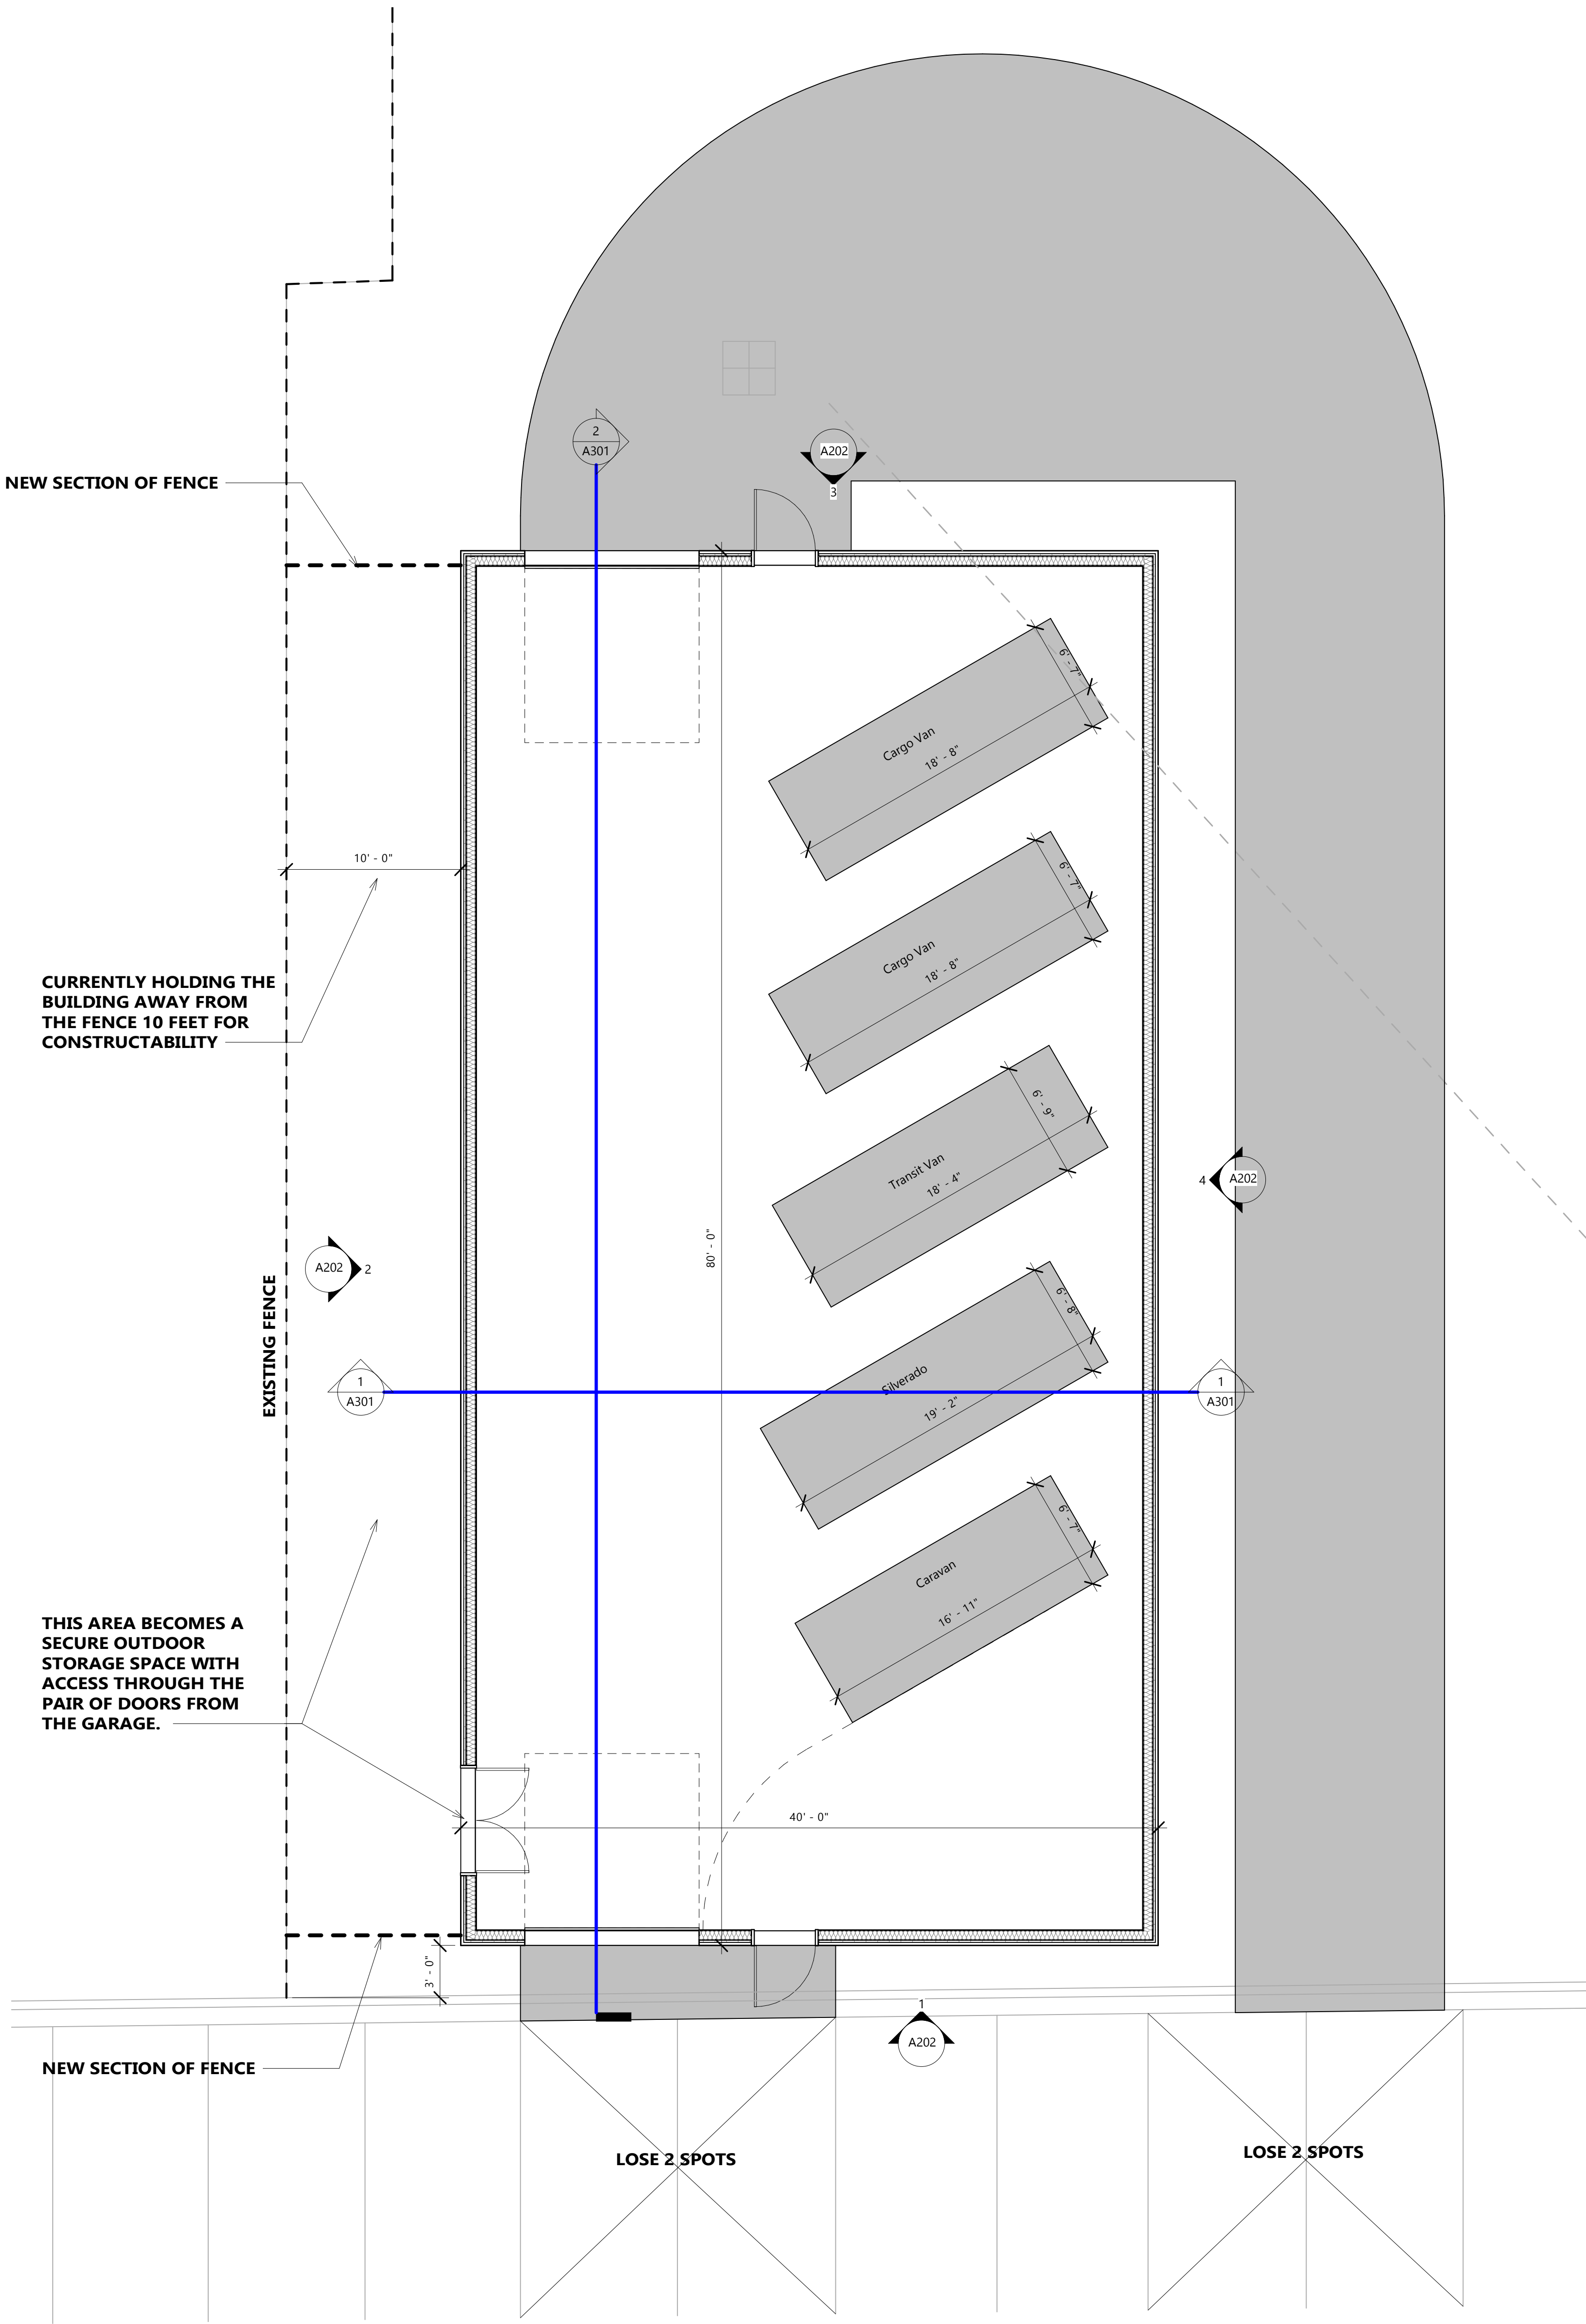 2
A301
A202
3
NEW SECTION OF FENCE
6' - 7"
Cargo Van
18' - 8"
10' - 0"
6' - 7"
Cargo Van
18' - 8"
CURRENTLY HOLDING THE
BUILDING AWAY FROM
THE FENCE 10 FEET FOR
CONSTRUCTABILITY
6' - 9"
Transit Van
18' - 4"
4
A202
80' - 0"
A202
2
EXISTING FENCE
6' - 8"
Silverado
19' - 2"
1
A301
1
A301
6' - 7"
Caravan
16' - 11"
THIS AREA BECOMES A
SECURE OUTDOOR
STORAGE SPACE WITH
ACCESS THROUGH THE
PAIR OF DOORS FROM
THE GARAGE.
40' - 0"
3' - 0"
1
A202
NEW SECTION OF FENCE
LOSE 2 SPOTS
LOSE 2 SPOTS